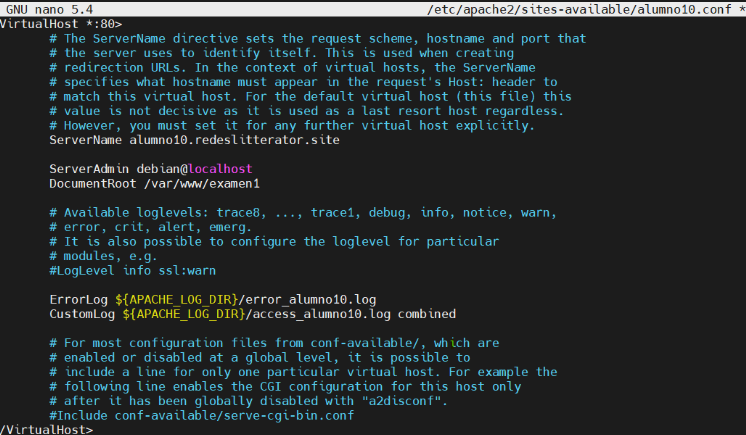 GNU nano 5.4 /etc/apache2/sites-available/alumno10.conf *
VirtualHost *:80>
# The ServerName directive sets the request scheme, hostname and port that
# the server uses to identify itself. This is used when creating
# redirection URLs. In the context of virtual hosts, the ServerName
# specifies what hostname must appear in the request's Host: header to
# match this virtual host. For the default virtual host (this file) this
# value is not decisive as it is used as a last resort host regardless.
# However, you must set it for any further virtual host explicitly.
ServerName alumno10.redeslitterator.site
ServerAdmin debian@localhost
DocumentRoot /var/www/examen1
# Available loglevels: trace8, ..., trace1, debug, info, notice, warn,
# error, crit, alert, emerg.
# It is also possible to configure the loglevel for particular
# modules, e.g.
#LogLevel info ssl:warn
ErrorLog ${APACHE_LOG_DIR}/error_alumno10.log
CustomLog ${APACHE_LOG_DIR}/access_alumno10.log combined
# For most configuration files from conf-available/, which are
# enabled or disabled at a global level, it is possible to
# include a line for only one particular virtual host. For example the
# following line enables the CGI configuration for this host only
# after it has been globally disabled with "a2disconf".
#Include conf-available/serve-cgi-bin.conf
/VirtualHost>